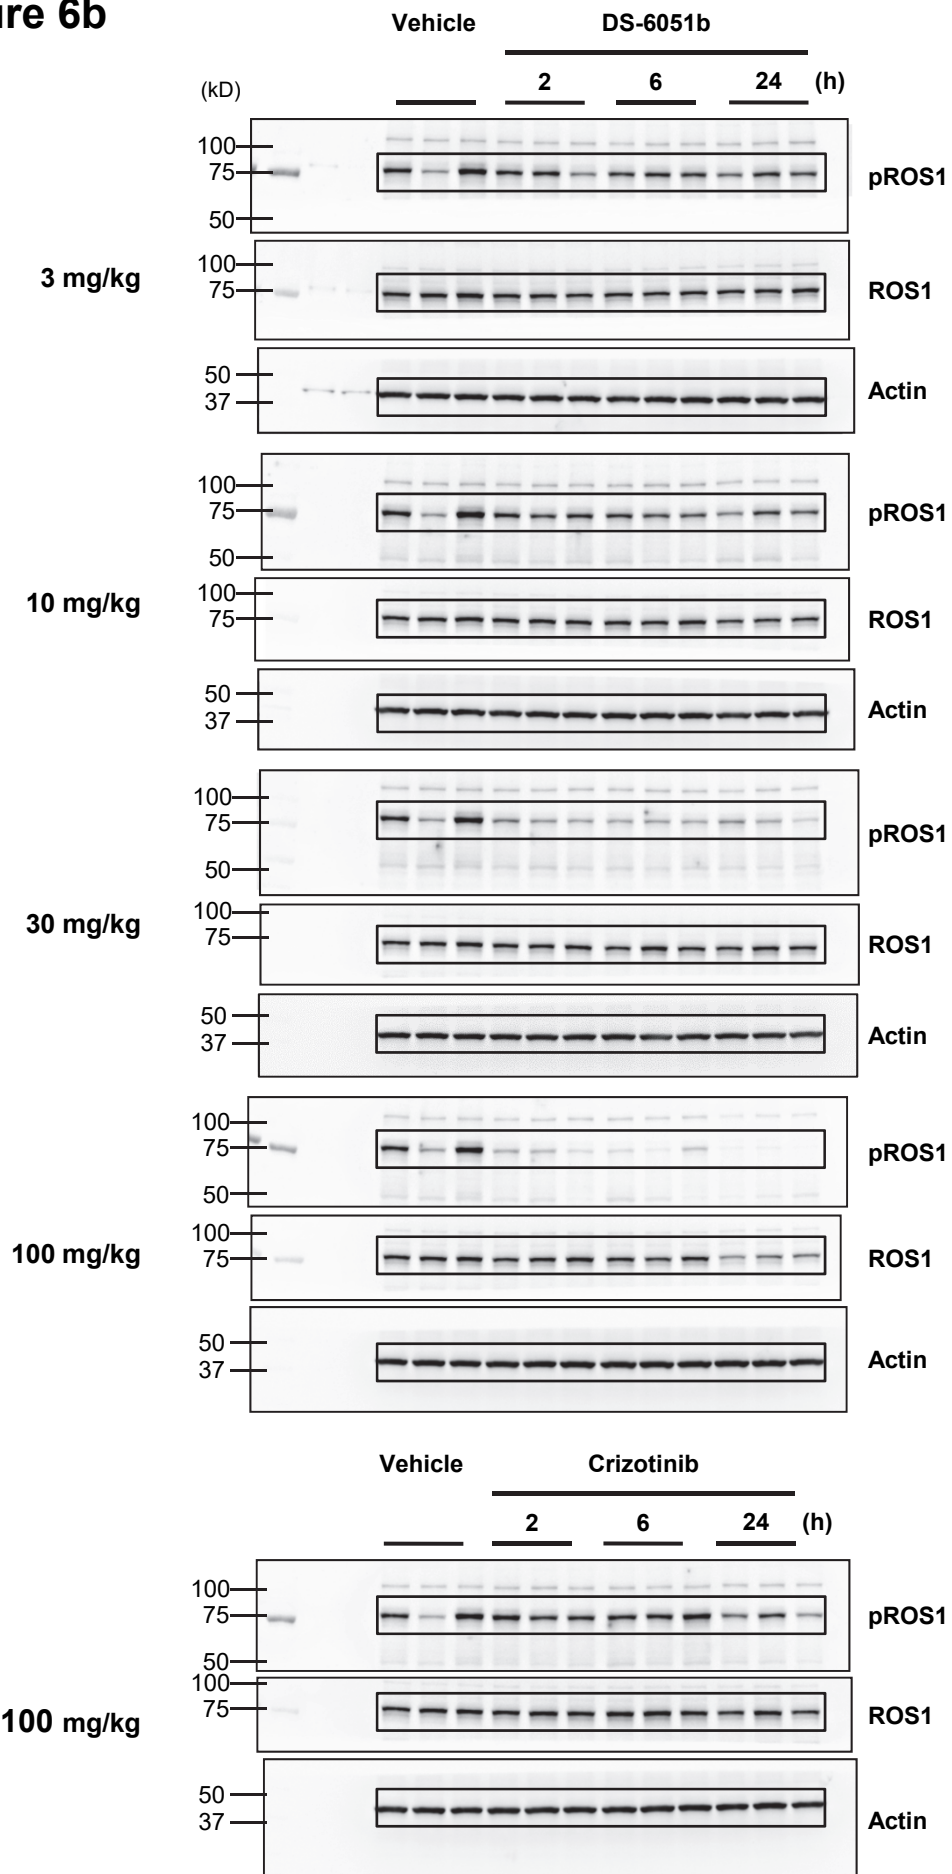 ure 6b
Vehicle DS-6051b
(kD) 2 6 24 (h)
100
75 pROS1
50
3 mg/kg
100
75 ROS1
50
37 Actin
10 mg/kg
100
75 pROS1
50
100
75 ROS1
50
37 Actin
30 mg/kg
100
75 pROS1
50
100
75 ROS1
50
37 Actin
100 mg/kg
100
75 pROS1
50
100
75 ROS1
50
37 Actin
Vehicle Crizotinib
2 6 24 (h)
100 mg/kg
100
75 pROS1
50
100
75 ROS1
50
37 Actin